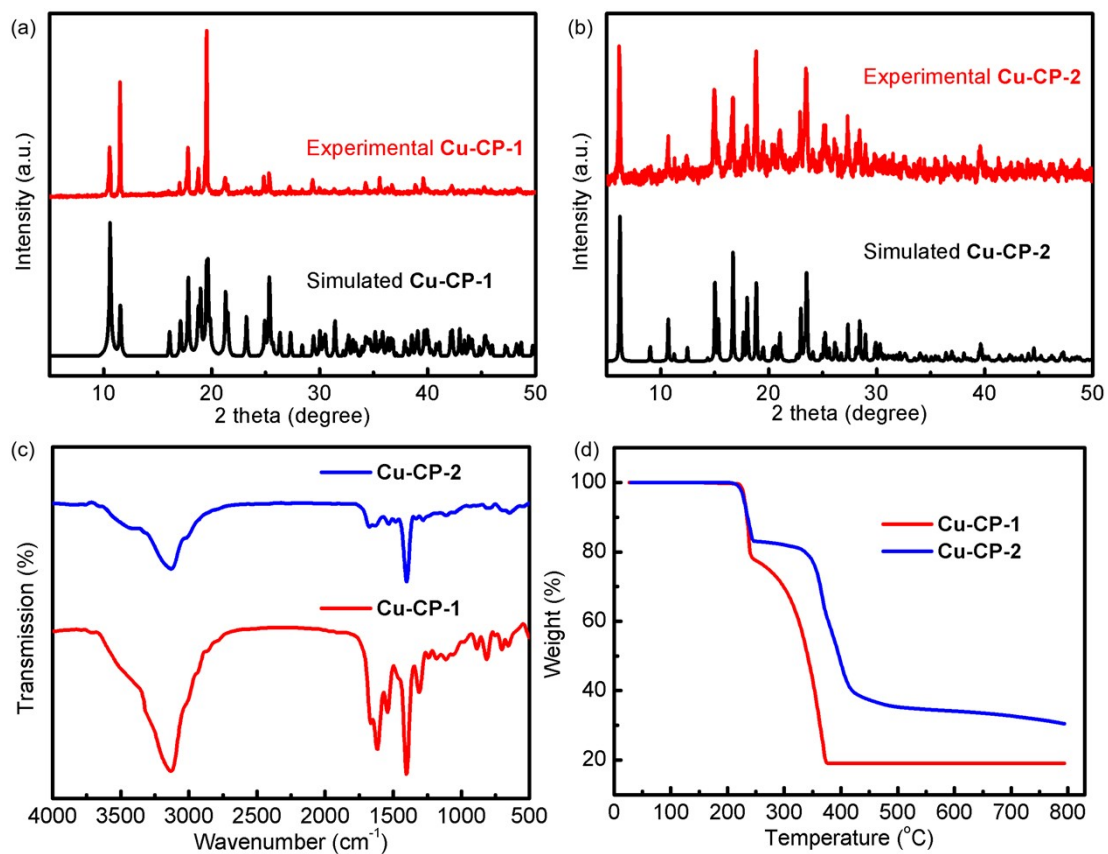 (a)
Experimental Cu-CP-1
Simulated Cu-CP-1
Intensity (a.u.)
10 20 30 40 50
2 theta (degree)
(b)
Experimental Cu-CP-2
Simulated Cu-CP-2
Intensity (a.u.)
10 20 30 40 50
2 theta (degree)
(c)
Cu-CP-2
Cu-CP-1
Transmission (%)
4000 3500 3000 2500 2000 1500 1000 500
Wavenumber (cm⁻¹)
(d)
Cu-CP-1
Cu-CP-2
Weight (%)
100
80
60
40
20
0 100 200 300 400 500 600 700 800
Temperature (°C)